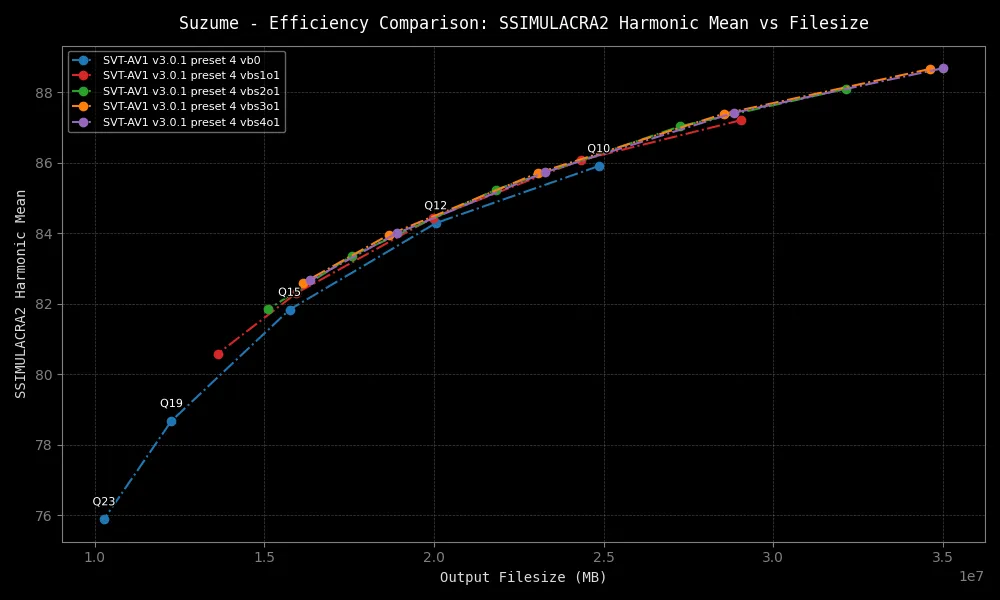 Suzume - Efficiency Comparison: SSIMULACRA2 Harmonic Mean vs Filesize
SVT-AV1 v3.0.1 preset 4 vb0
SVT-AV1 v3.0.1 preset 4 vbs1o1
SVT-AV1 v3.0.1 preset 4 vbs2o1
SVT-AV1 v3.0.1 preset 4 vbs3o1
SVT-AV1 v3.0.1 preset 4 vbs4o1
SSIMULACRA2 Harmonic Mean
88
86
84
82
80
78
76
Q10
Q12
Q15
Q19
Q23
1.0
1.5
2.0
2.5
3.0
3.5
1e7
Output Filesize (MB)